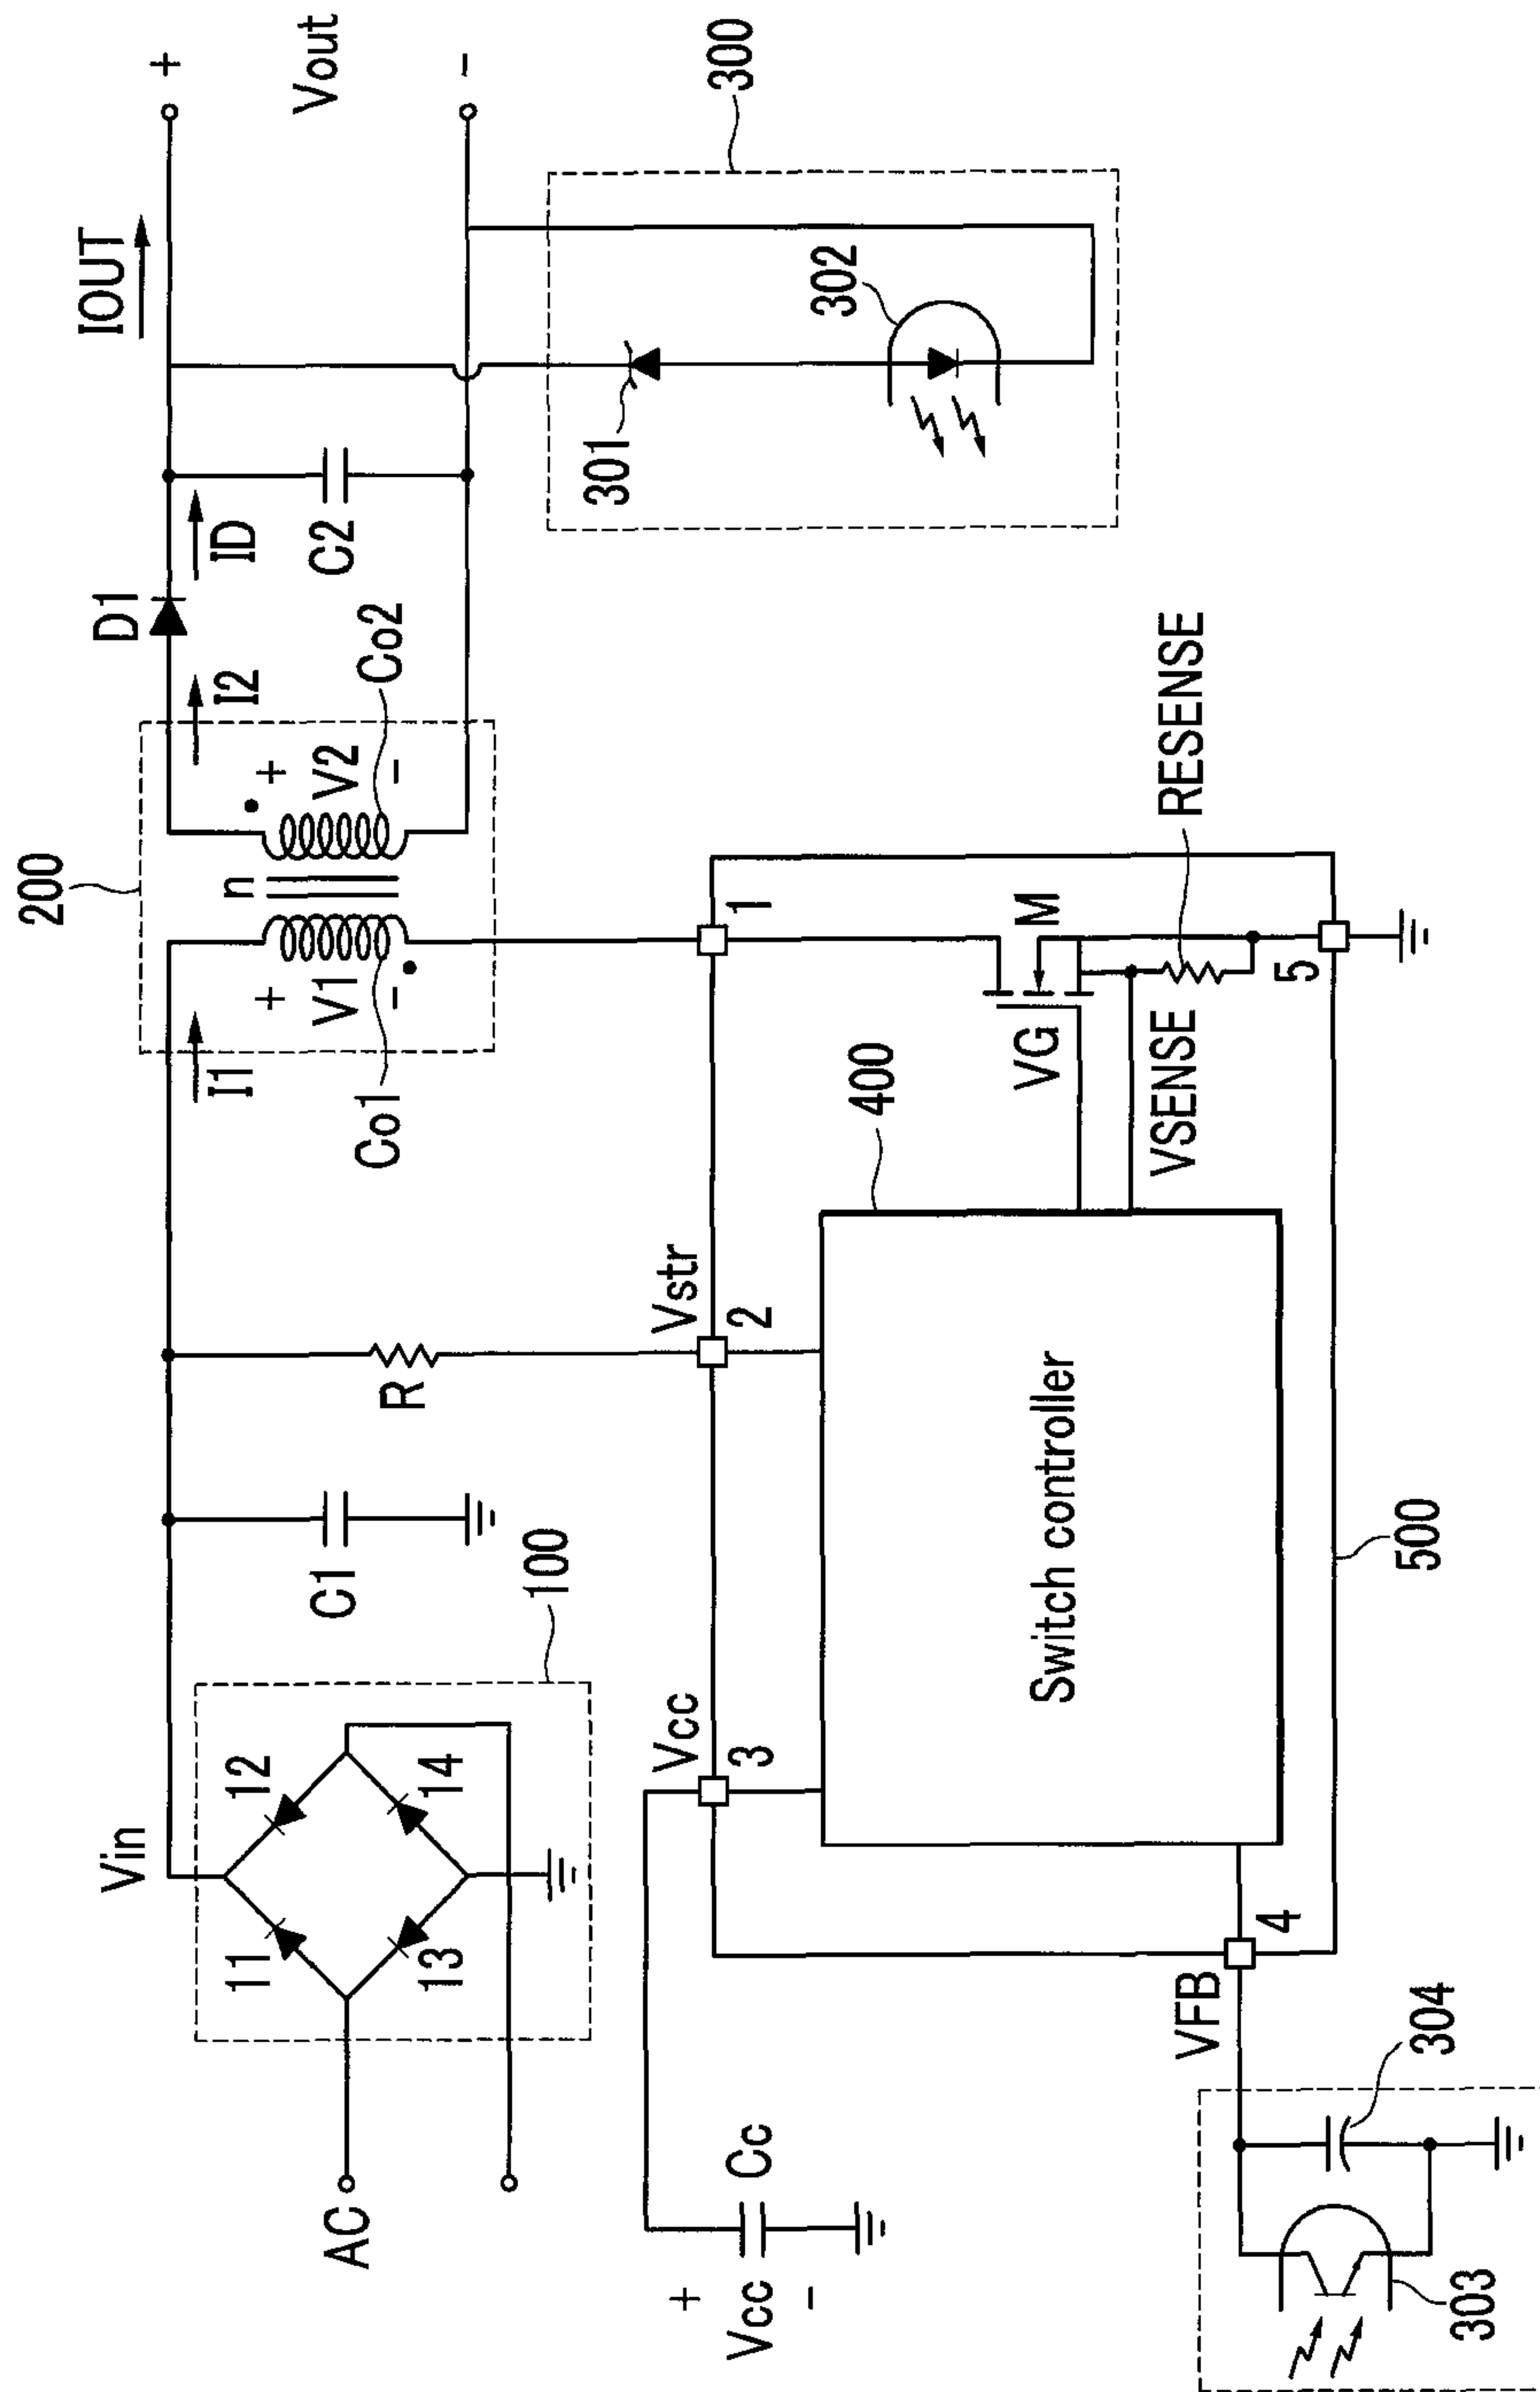 200
IOUT
+
Vout
-
I1
+
V1
-
Co1
n
+
V2
-
Co2
I2
D1
ID
C2
300
301
302
Vin
11
12
13
14
AC
100
C1
R
Vstr
2
1
Vcc
3
+
Vcc
-
Cc
Switch controller
400
VG
M
VSENSE
RESENSE
5
VFB
4
500
303
304